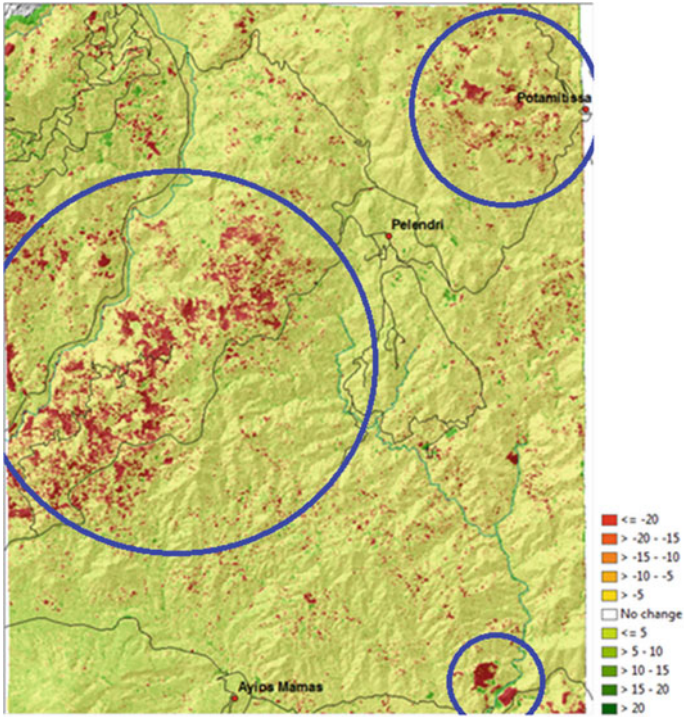 Potamitissa
Pelendri
Ayios Mamas
<= -20
> -20 - -15
> -15 - -10
> -10 - -5
> -5
No change
<= 5
> 5 - 10
> 10 - 15
> 15 - 20
> 20